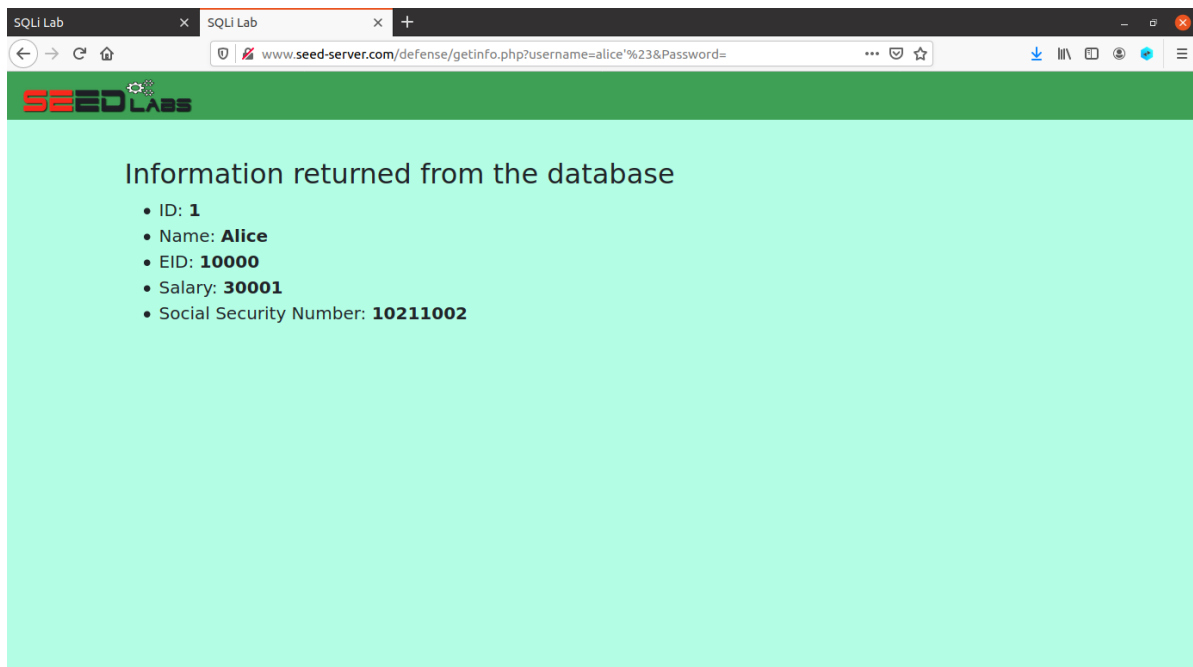 SQLi Lab SQLi Lab
www.seed-server.com/defense/getinfo.php?username=alice'%23&Password=
SEED LABS
Information returned from the database
• ID: 1
• Name: Alice
• EID: 10000
• Salary: 30001
• Social Security Number: 10211002